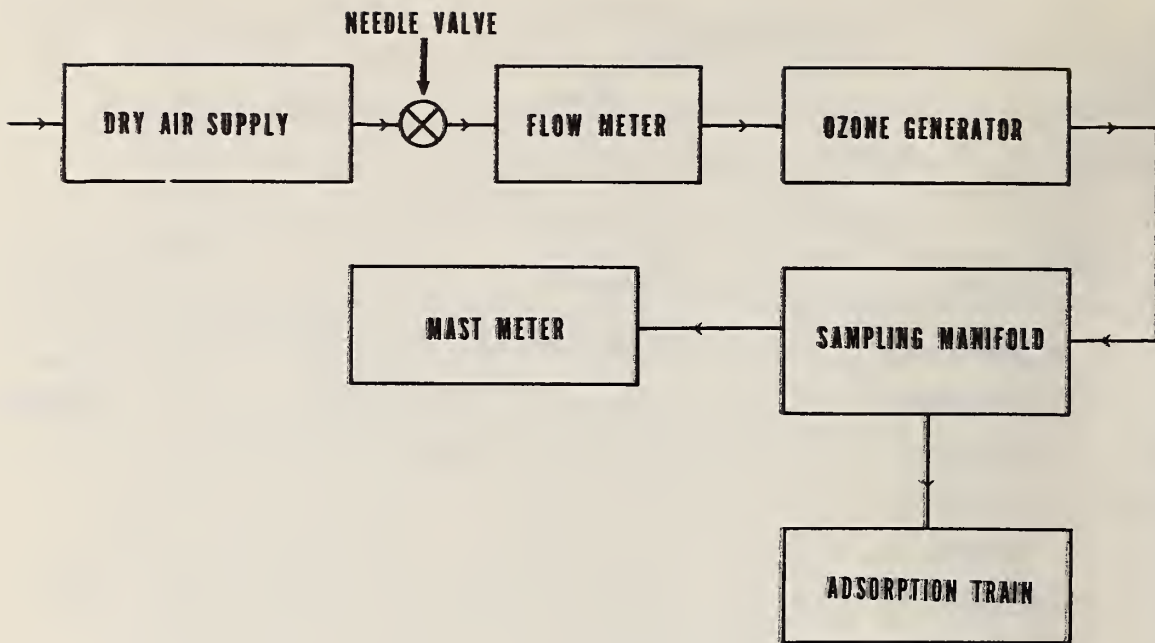 NEEDLE VALVE
DRY AIR SUPPLY
FLOW METER
OZONE GENERATOR
MAST METER
SAMPLING MANIFOLD
ADSORPTION TRAIN